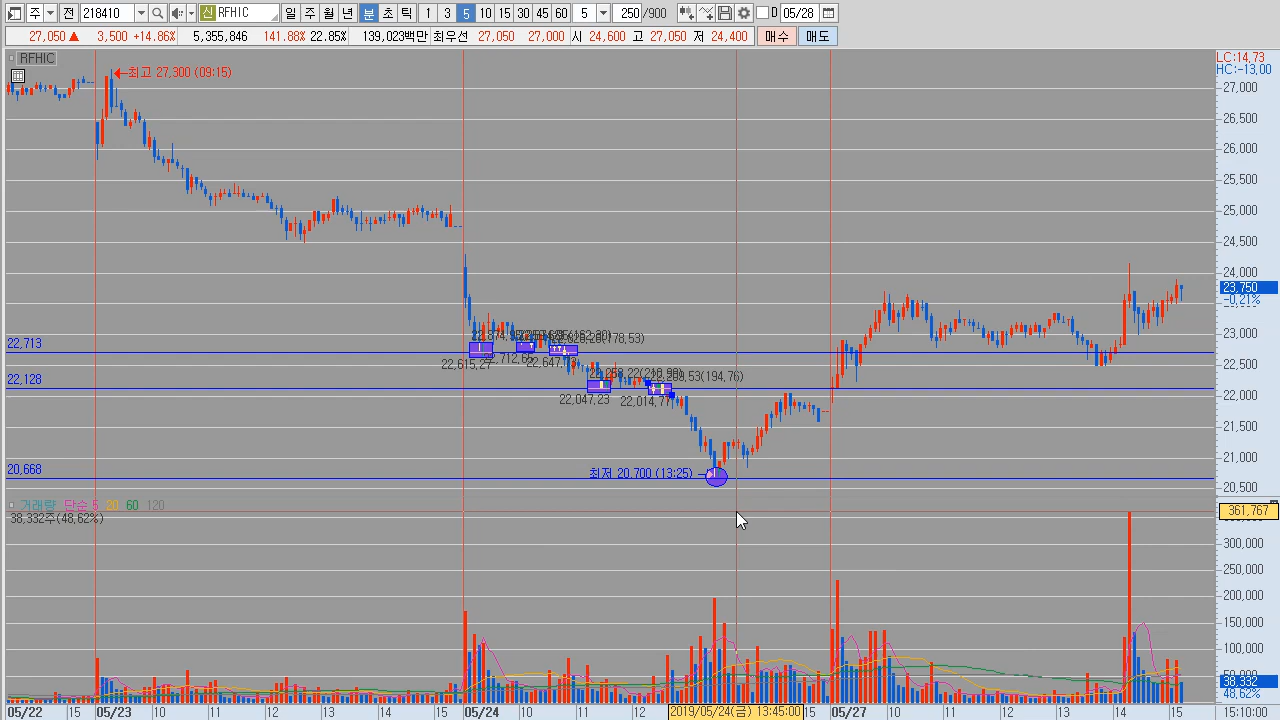 주 전 218410 신 RFHIC 일 주 월 년 분 초 틱 1 3 5 10 15 30 45 60 5 250 /900 D 05/28
27,050 ▲ 3,500 +14.86% 5,355,846 141.88% 22.85% 139,023백만 최우선 27,050 27,000 시 24,600 고 27,050 저 24,400 매수 매도
RFHIC
LC:14.73
HC:-13.00
최고 27,300 (09:15)
27,000
26,500
26,000
25,500
25,000
24,500
24,000
23,750
-0.21%
23,000
22,713
22,615,27
22,500
22,128
22,047,23
22,014,77
22,000
21,500
21,000
최저 20,700 (13:25)
20,668
20,500
거래량 단순 5 20 60 120
38,332주(48,62%)
361,767
300,000
250,000
200,000
150,000
100,000
38,332
48,62%
05/22 15 05/23 10 11 12 13 14 15 05/24 10 11 12 2019/05/24(금) 13:45:00 15 05/27 10 11 12 13 14 15 15:10:00